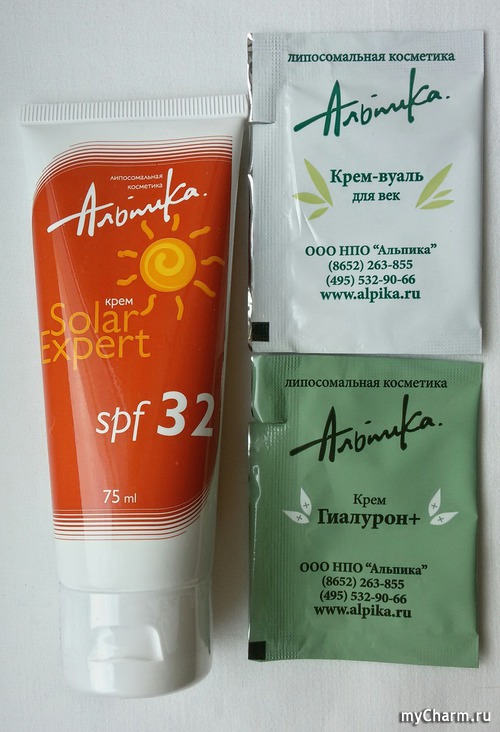 липосомальная
косметика
Альпика.
крем
Solar
Expert
spf 32
75 ml
липосомальная косметика
Альпика.
Крем-вуаль
для век
ООО НПО "Альпика"
(8652) 263-855
(495) 532-90-66
www.alpika.ru
липосомальная косметика
Альпика.
Крем
Гиалурон+
ООО НПО "Альпика"
(8652) 263-855
(495) 532-90-66
www.alpika.ru
myCharm.ru